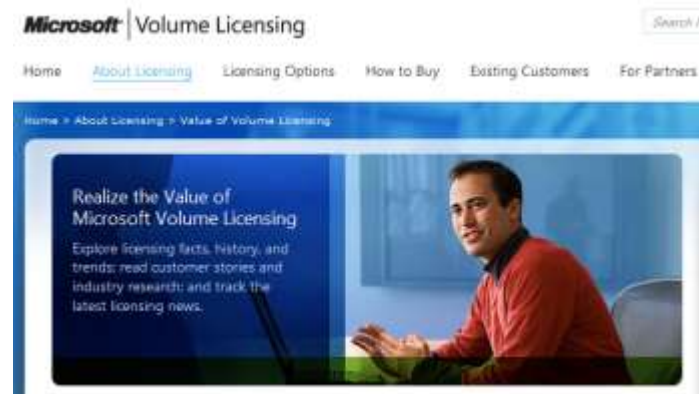 Microsoft Volume Licensing
Search
Home About Licensing Licensing Options How to Buy Existing Customers For Partners
Home > About Licensing > Value of Volume Licensing
Realize the Value of
Microsoft Volume Licensing
Explore licensing facts, history, and
trends; read customer stories and
industry research; and track the
latest licensing news.